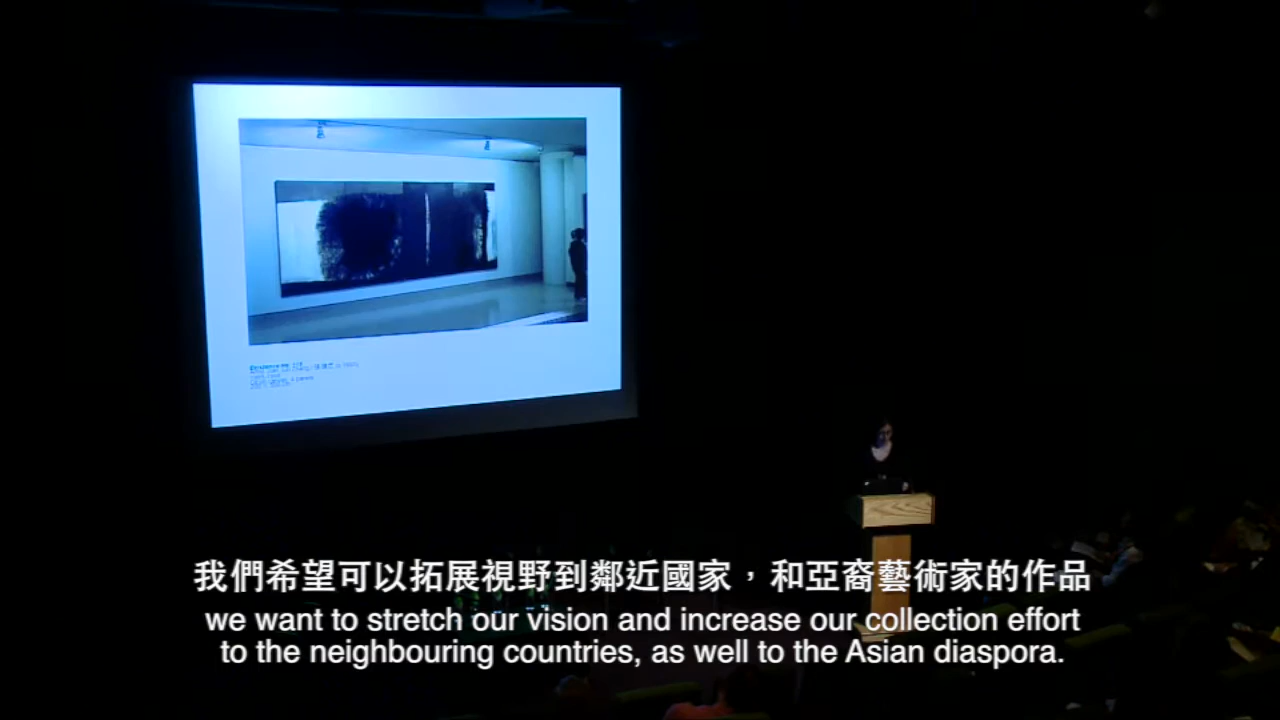 我們希望可以拓展視野到鄰近國家，和亞裔藝術家的作品
we want to stretch our vision and increase our collection effort
to the neighbouring countries, as well to the Asian diaspora.